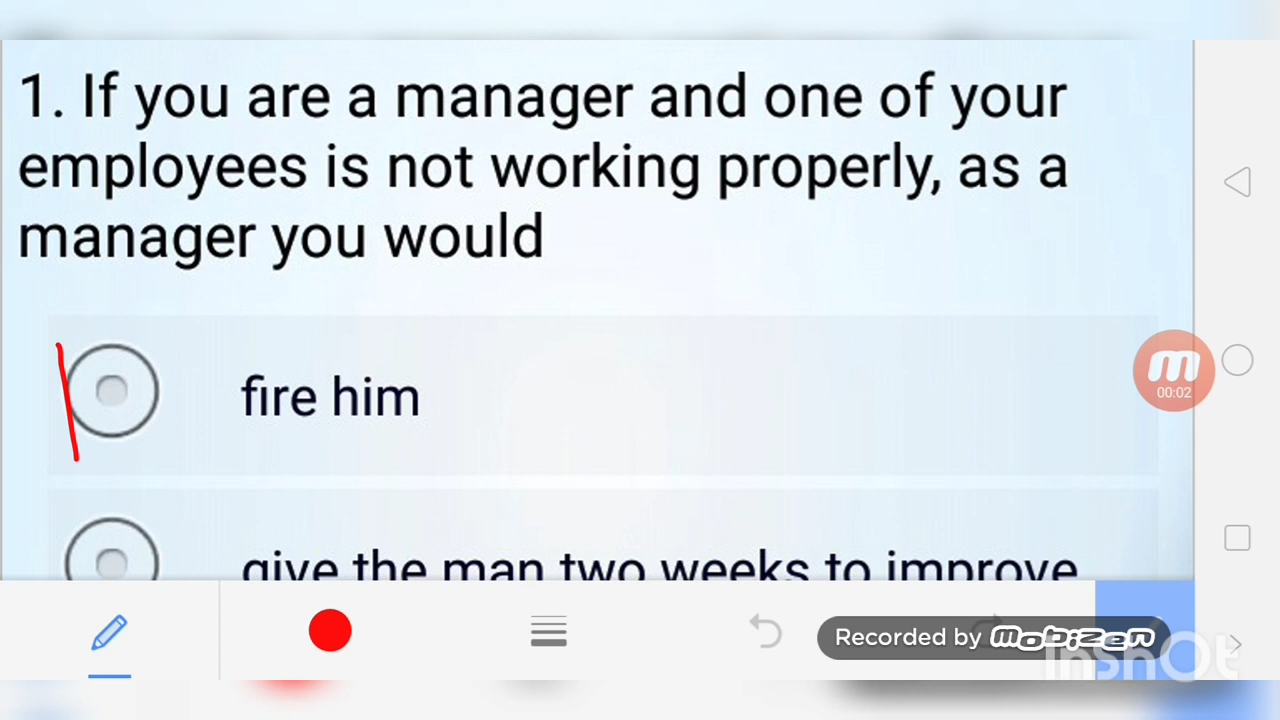 1. If you are a manager and one of your
employees is not working properly, as a
manager you would
fire him
give the man two weeks to improve
00:02
Recorded by mobizen
InShOt